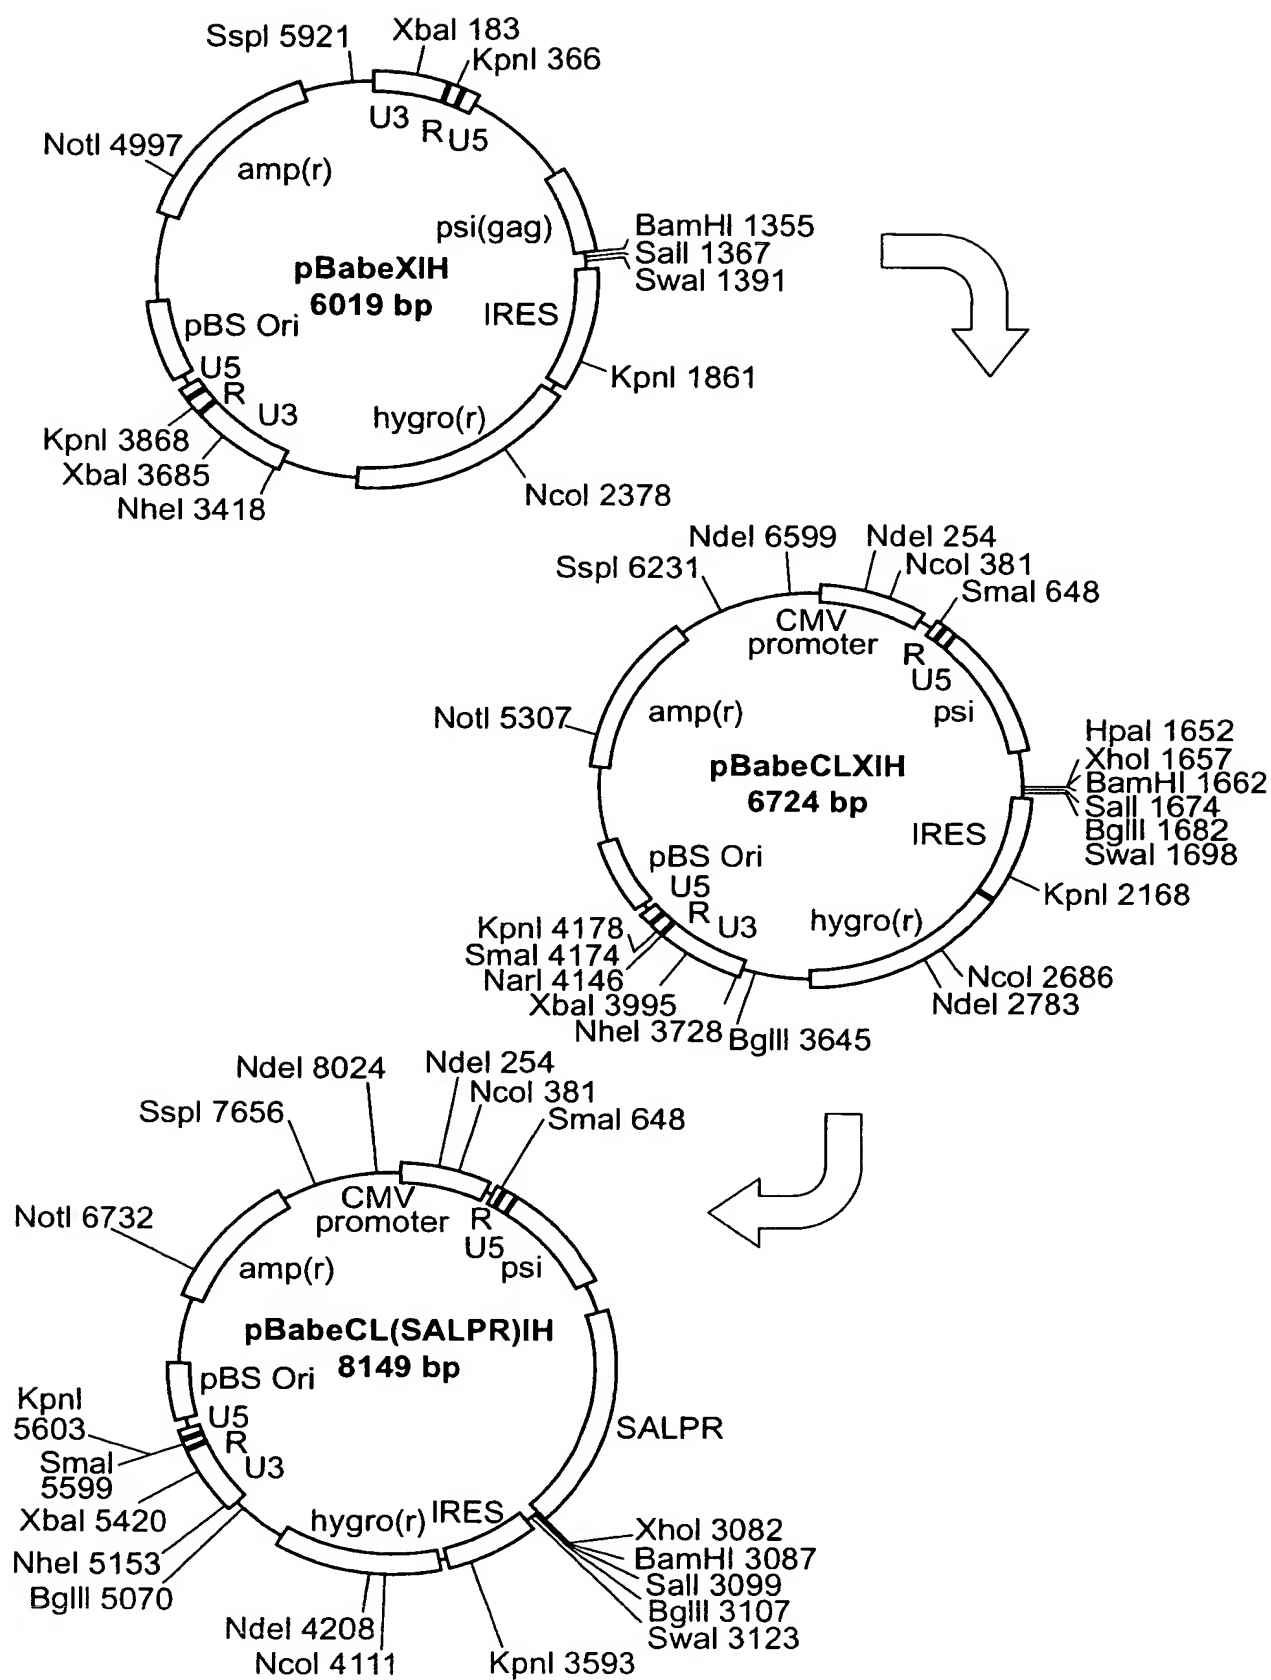 SspI 5921
XbaI 183
KpnI 366
U3
R
U5
NotI 4997
amp(r)
psi(gag)
BamHI 1355
SalI 1367
SwaI 1391
pBabeXIH
6019 bp
IRES
pBS Ori
U5
R
U3
KpnI 1861
hygro(r)
KpnI 3868
XbaI 3685
NheI 3418
NcoI 2378
NdeI 6599
NdeI 254
SspI 6231
NcoI 381
SmaI 648
CMV
promoter
R
U5
NotI 5307
amp(r)
psi
HpaI 1652
XhoI 1657
BamHI 1662
SalI 1674
BglII 1682
SwaI 1698
pBabeCLXIH
6724 bp
IRES
pBS Ori
U5
R
U3
KpnI 2168
hygro(r)
KpnI 4178
SmaI 4174
NarI 4146
XbaI 3995
NheI 3728
BglII 3645
NcoI 2686
NdeI 2783
NdeI 8024
NdeI 254
NcoI 381
SspI 7656
SmaI 648
CMV
promoter
R
U5
psi
NotI 6732
amp(r)
pBabeCL(SALPR)IH
8149 bp
pBS Ori
KpnI
5603
U5
R
U3
SALPR
SmaI
5599
XbaI 5420
NheI 5153
BglII 5070
hygro(r)
IRES
XhoI 3082
BamHI 3087
SalI 3099
BglII 3107
SwaI 3123
NdeI 4208
NcoI 4111
KpnI 3593